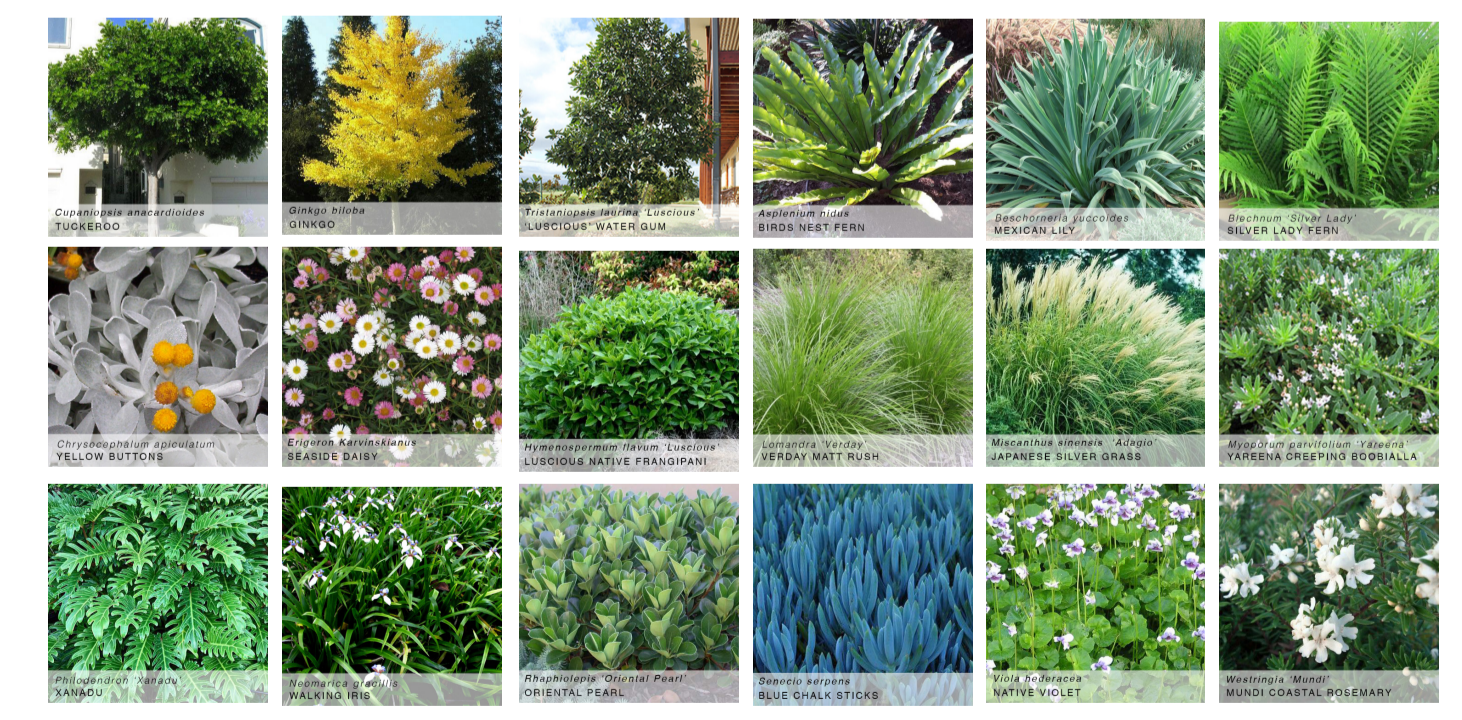 Cupaniopsis anacardioides
TUCKEROO
Ginkgo biloba
GINKGO
Tristaniopsis laurina 'Luscious'
'LUSCIOUS' WATER GUM
Asplenium nidus
BIRDS NEST FERN
Beschorneria yuccoides
MEXICAN LILY
Blechnum 'Silver Lady'
SILVER LADY FERN
Chrysocephalum apiculatum
YELLOW BUTTONS
Erigeron Karvinskianus
SEASIDE DAISY
Hymenospermum flavum 'Luscious'
LUSCIOUS NATIVE FRANGIPANI
Lomandra 'Verday'
VERDAY MATT RUSH
Miscanthus sinensis 'Adagio'
JAPANESE SILVER GRASS
Myoporum parvifolium 'Yareena'
YAREENA CREEPING BOOBIALLA
Philodendron 'Xanadu'
XANADU
Neomarica gracillis
WALKING IRIS
Rhaphiolepis 'Oriental Pearl'
ORIENTAL PEARL
Senecio serpens
BLUE CHALK STICKS
Viola hederacea
NATIVE VIOLET
Westringia 'Mundi'
MUNDI COASTAL ROSEMARY